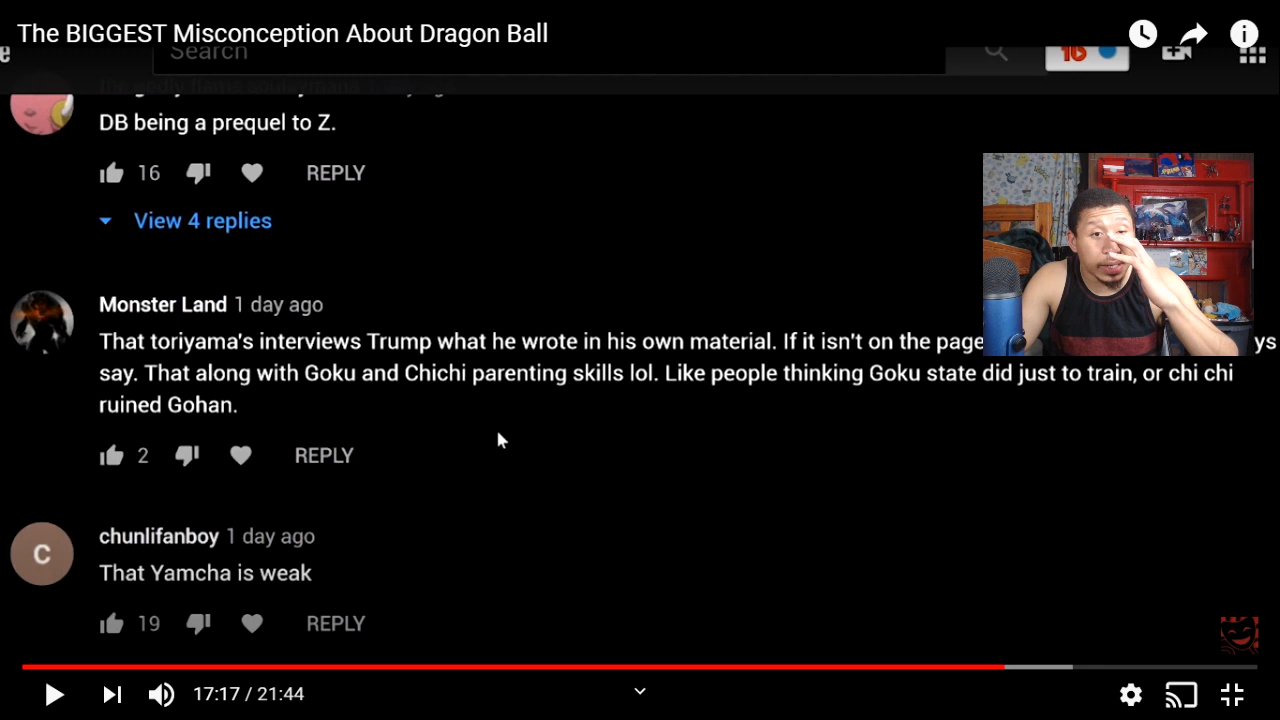 The BIGGEST Misconception About Dragon Ball
Search
DB being a prequel to Z.
16
REPLY
View 4 replies
Monster Land 1 day ago
That toriyama's interviews Trump what he wrote in his own material. If it isn't on the page
say. That along with Goku and Chichi parenting skills lol. Like people thinking Goku state did just to train, or chi chi
ruined Gohan.
2
REPLY
C
chunlifanboy 1 day ago
That Yamcha is weak
19
REPLY
17:17 / 21:44